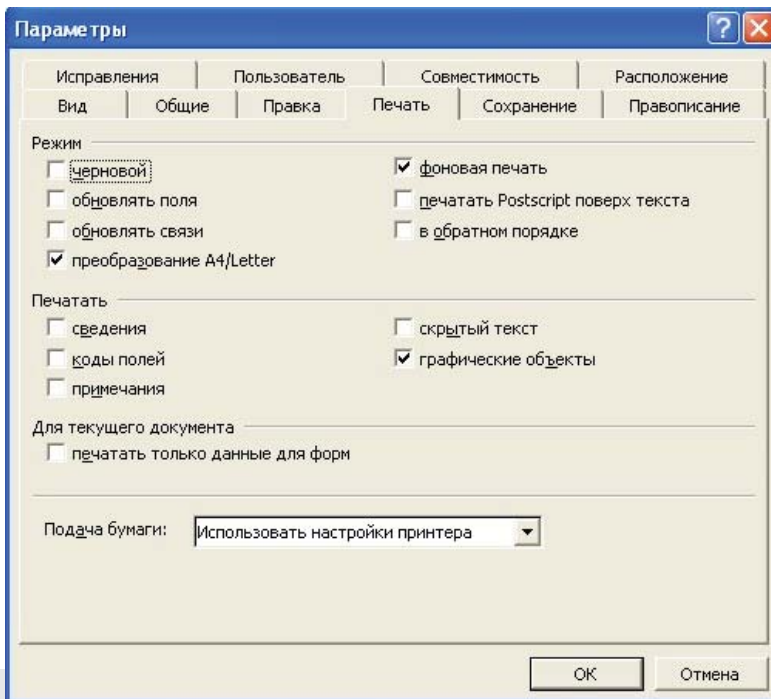 Параметры
Исправления Пользователь Совместимость Расположение
Вид Общие Правка Печать Сохранение Правописание
Режим
черновой фоновая печать
обновлять поля печатать Postscript поверх текста
обновлять связи в обратном порядке
преобразование A4/Letter
Печатать
сведения скрытый текст
коды полей графические объекты
примечания
Для текущего документа
печатать только данные для форм
Подача бумаги: Использовать настройки принтера
ОК Отмена